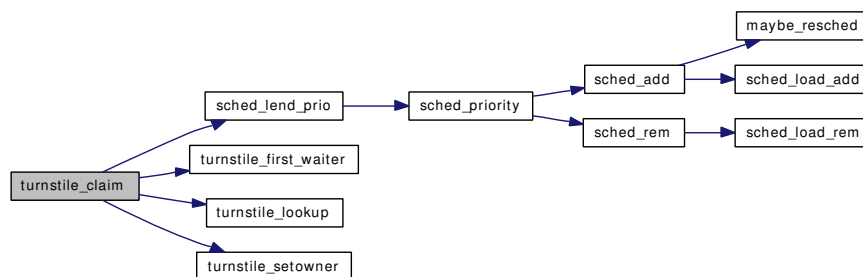 maybe_resched
sched_add
sched_load_add
sched_lend_prio
sched_priority
sched_rem
sched_load_rem
turnstile_first_waiter
turnstile_claim
turnstile_lookup
turnstile_setowner